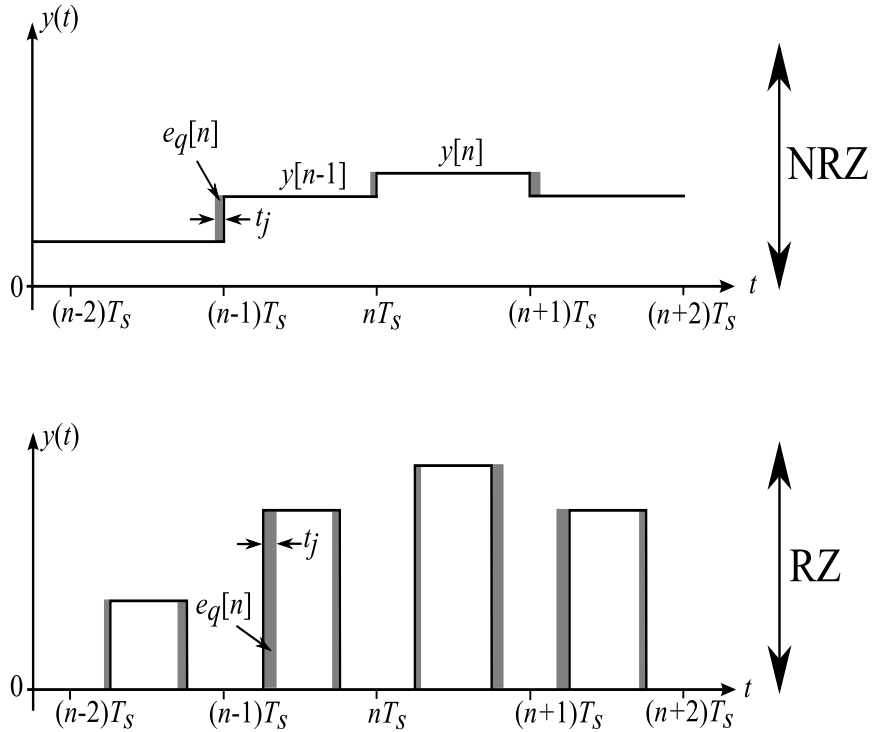 y(t)
e_q[n]
y[n-1]
y[n]
t_j
NRZ
0
t
(n-2)T_s
(n-1)T_s
nT_s
(n+1)T_s
(n+2)T_s
y(t)
t_j
e_q[n]
RZ
0
t
(n-2)T_s
(n-1)T_s
nT_s
(n+1)T_s
(n+2)T_s